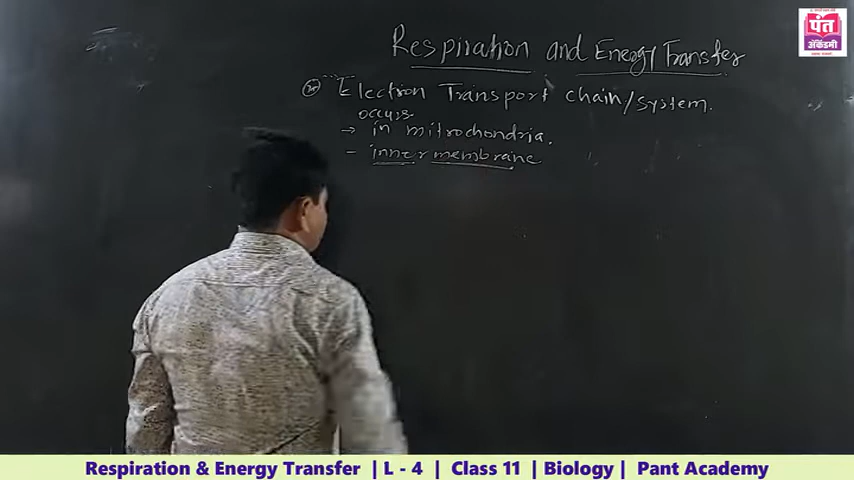 पंत
अ‍ॅकॅडमी
Respiration and Energy Transfer
Electron Transport chain/system.
occurs
→ in mitrochondria.
- inner membrane
Respiration & Energy Transfer | L - 4 | Class 11 | Biology | Pant Academy